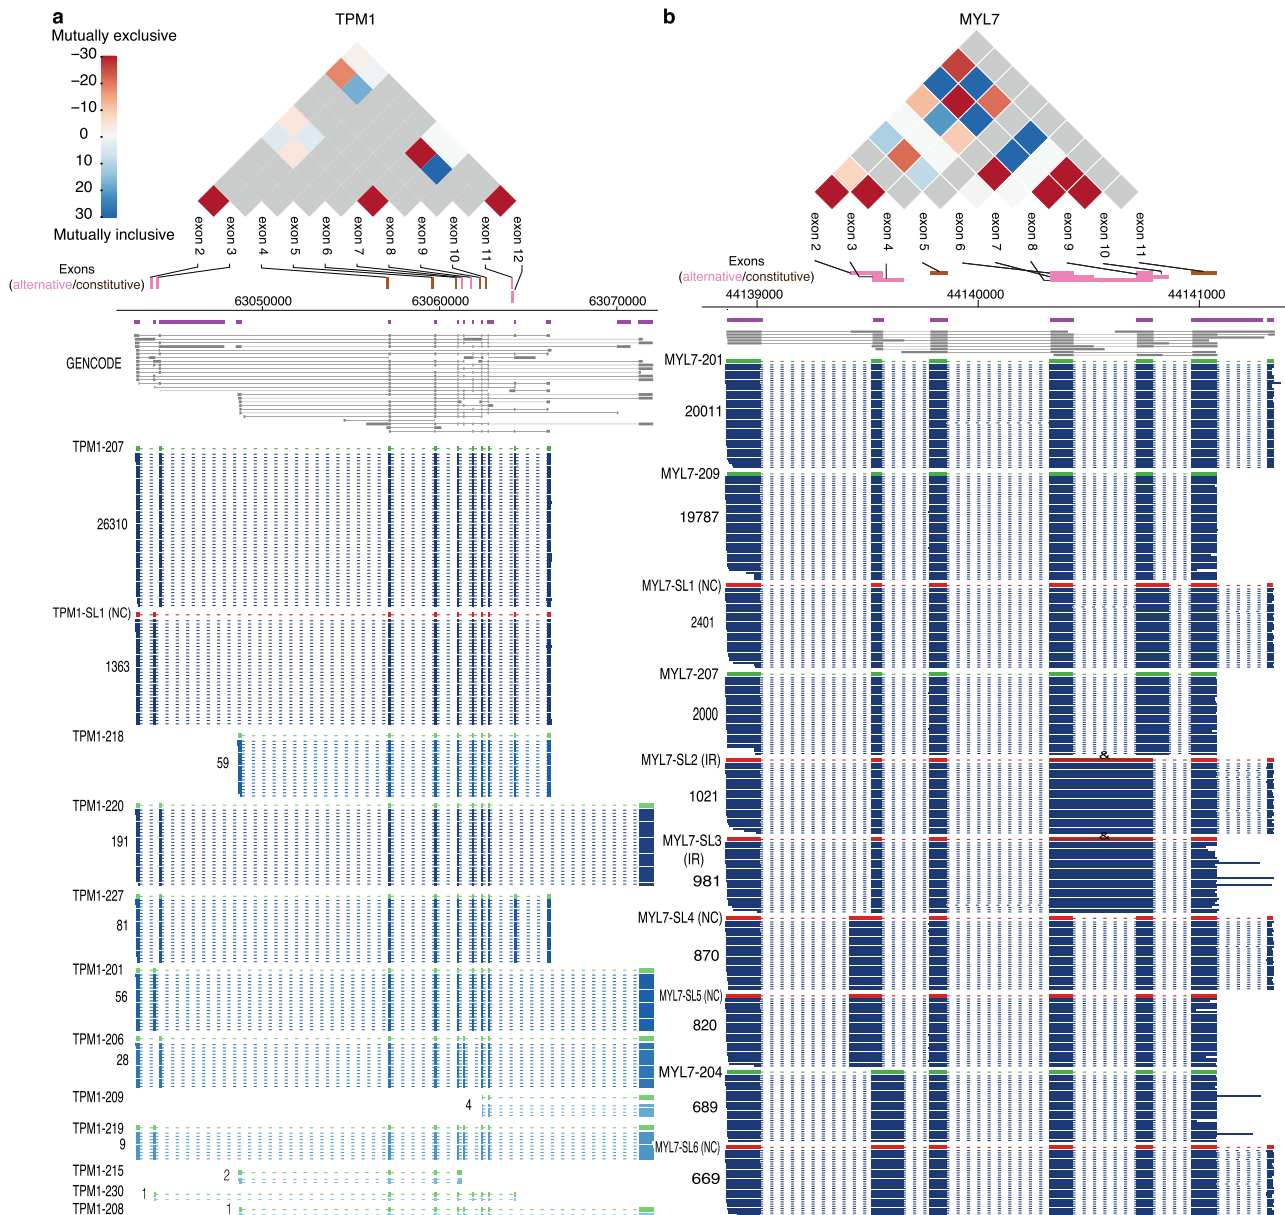 a
TPM1
Mutually exclusive
−30
−20
−10
0
10
20
30
Mutually inclusive
exon 2
exon 3
exon 4
exon 5
exon 6
exon 7
exon 8
exon 9
exon 10
exon 11
exon 12
Exons
(alternative/constitutive)
63050000
63060000
63070000
GENCODE
TPM1-207
26310
TPM1-SL1 (NC)
1363
TPM1-218
59
TPM1-220
191
TPM1-227
81
TPM1-201
56
TPM1-206
28
TPM1-209
4
TPM1-219
9
TPM1-215
2
TPM1-230
1
TPM1-208
1
b
MYL7
exon 2
exon 3
exon 4
exon 5
exon 6
exon 7
exon 8
exon 9
exon 10
exon 11
Exons
(alternative/constitutive)
44139000
44140000
44141000
MYL7-201
20011
MYL7-209
19787
MYL7-SL1 (NC)
2401
MYL7-207
2000
&
MYL7-SL2 (IR)
1021
&
MYL7-SL3
(IR)
981
MYL7-SL4 (NC)
870
MYL7-SL5 (NC)
820
MYL7-204
689
MYL7-SL6 (NC)
669